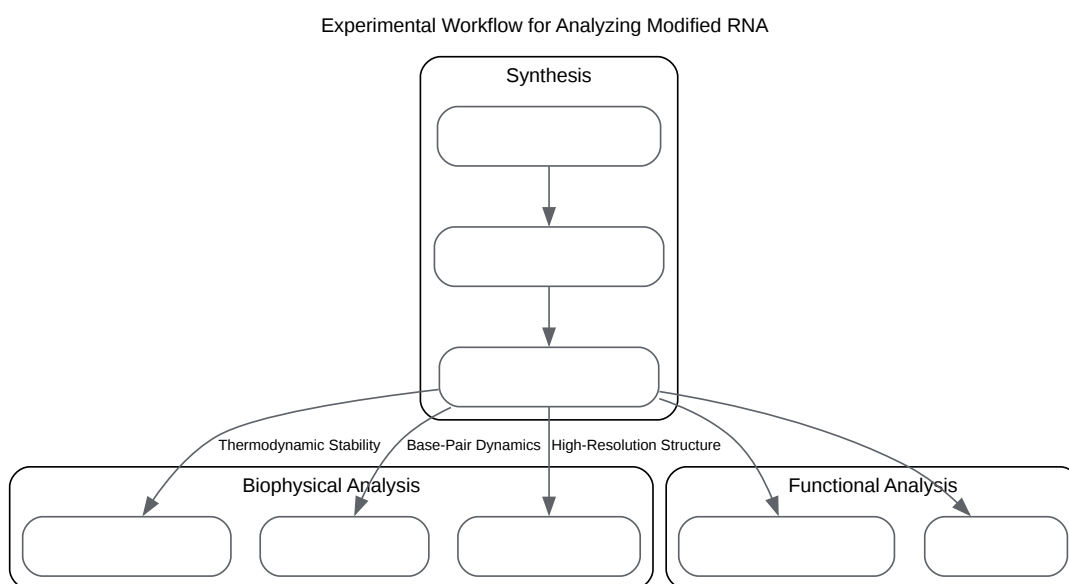 Experimental Workflow for Analyzing Modified RNA
Synthesis
Thermodynamic Stability
Base-Pair Dynamics
High-Resolution Structure
Biophysical Analysis
Functional Analysis